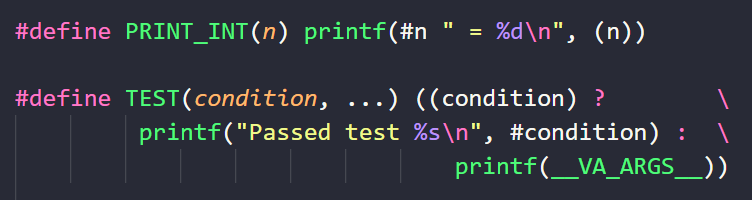 #define PRINT_INT(n) printf(#n " = %d\n", (n))
#define TEST(condition, ...) ((condition) ? \
printf("Passed test %s\n", #condition) : \
printf(__VA_ARGS__))